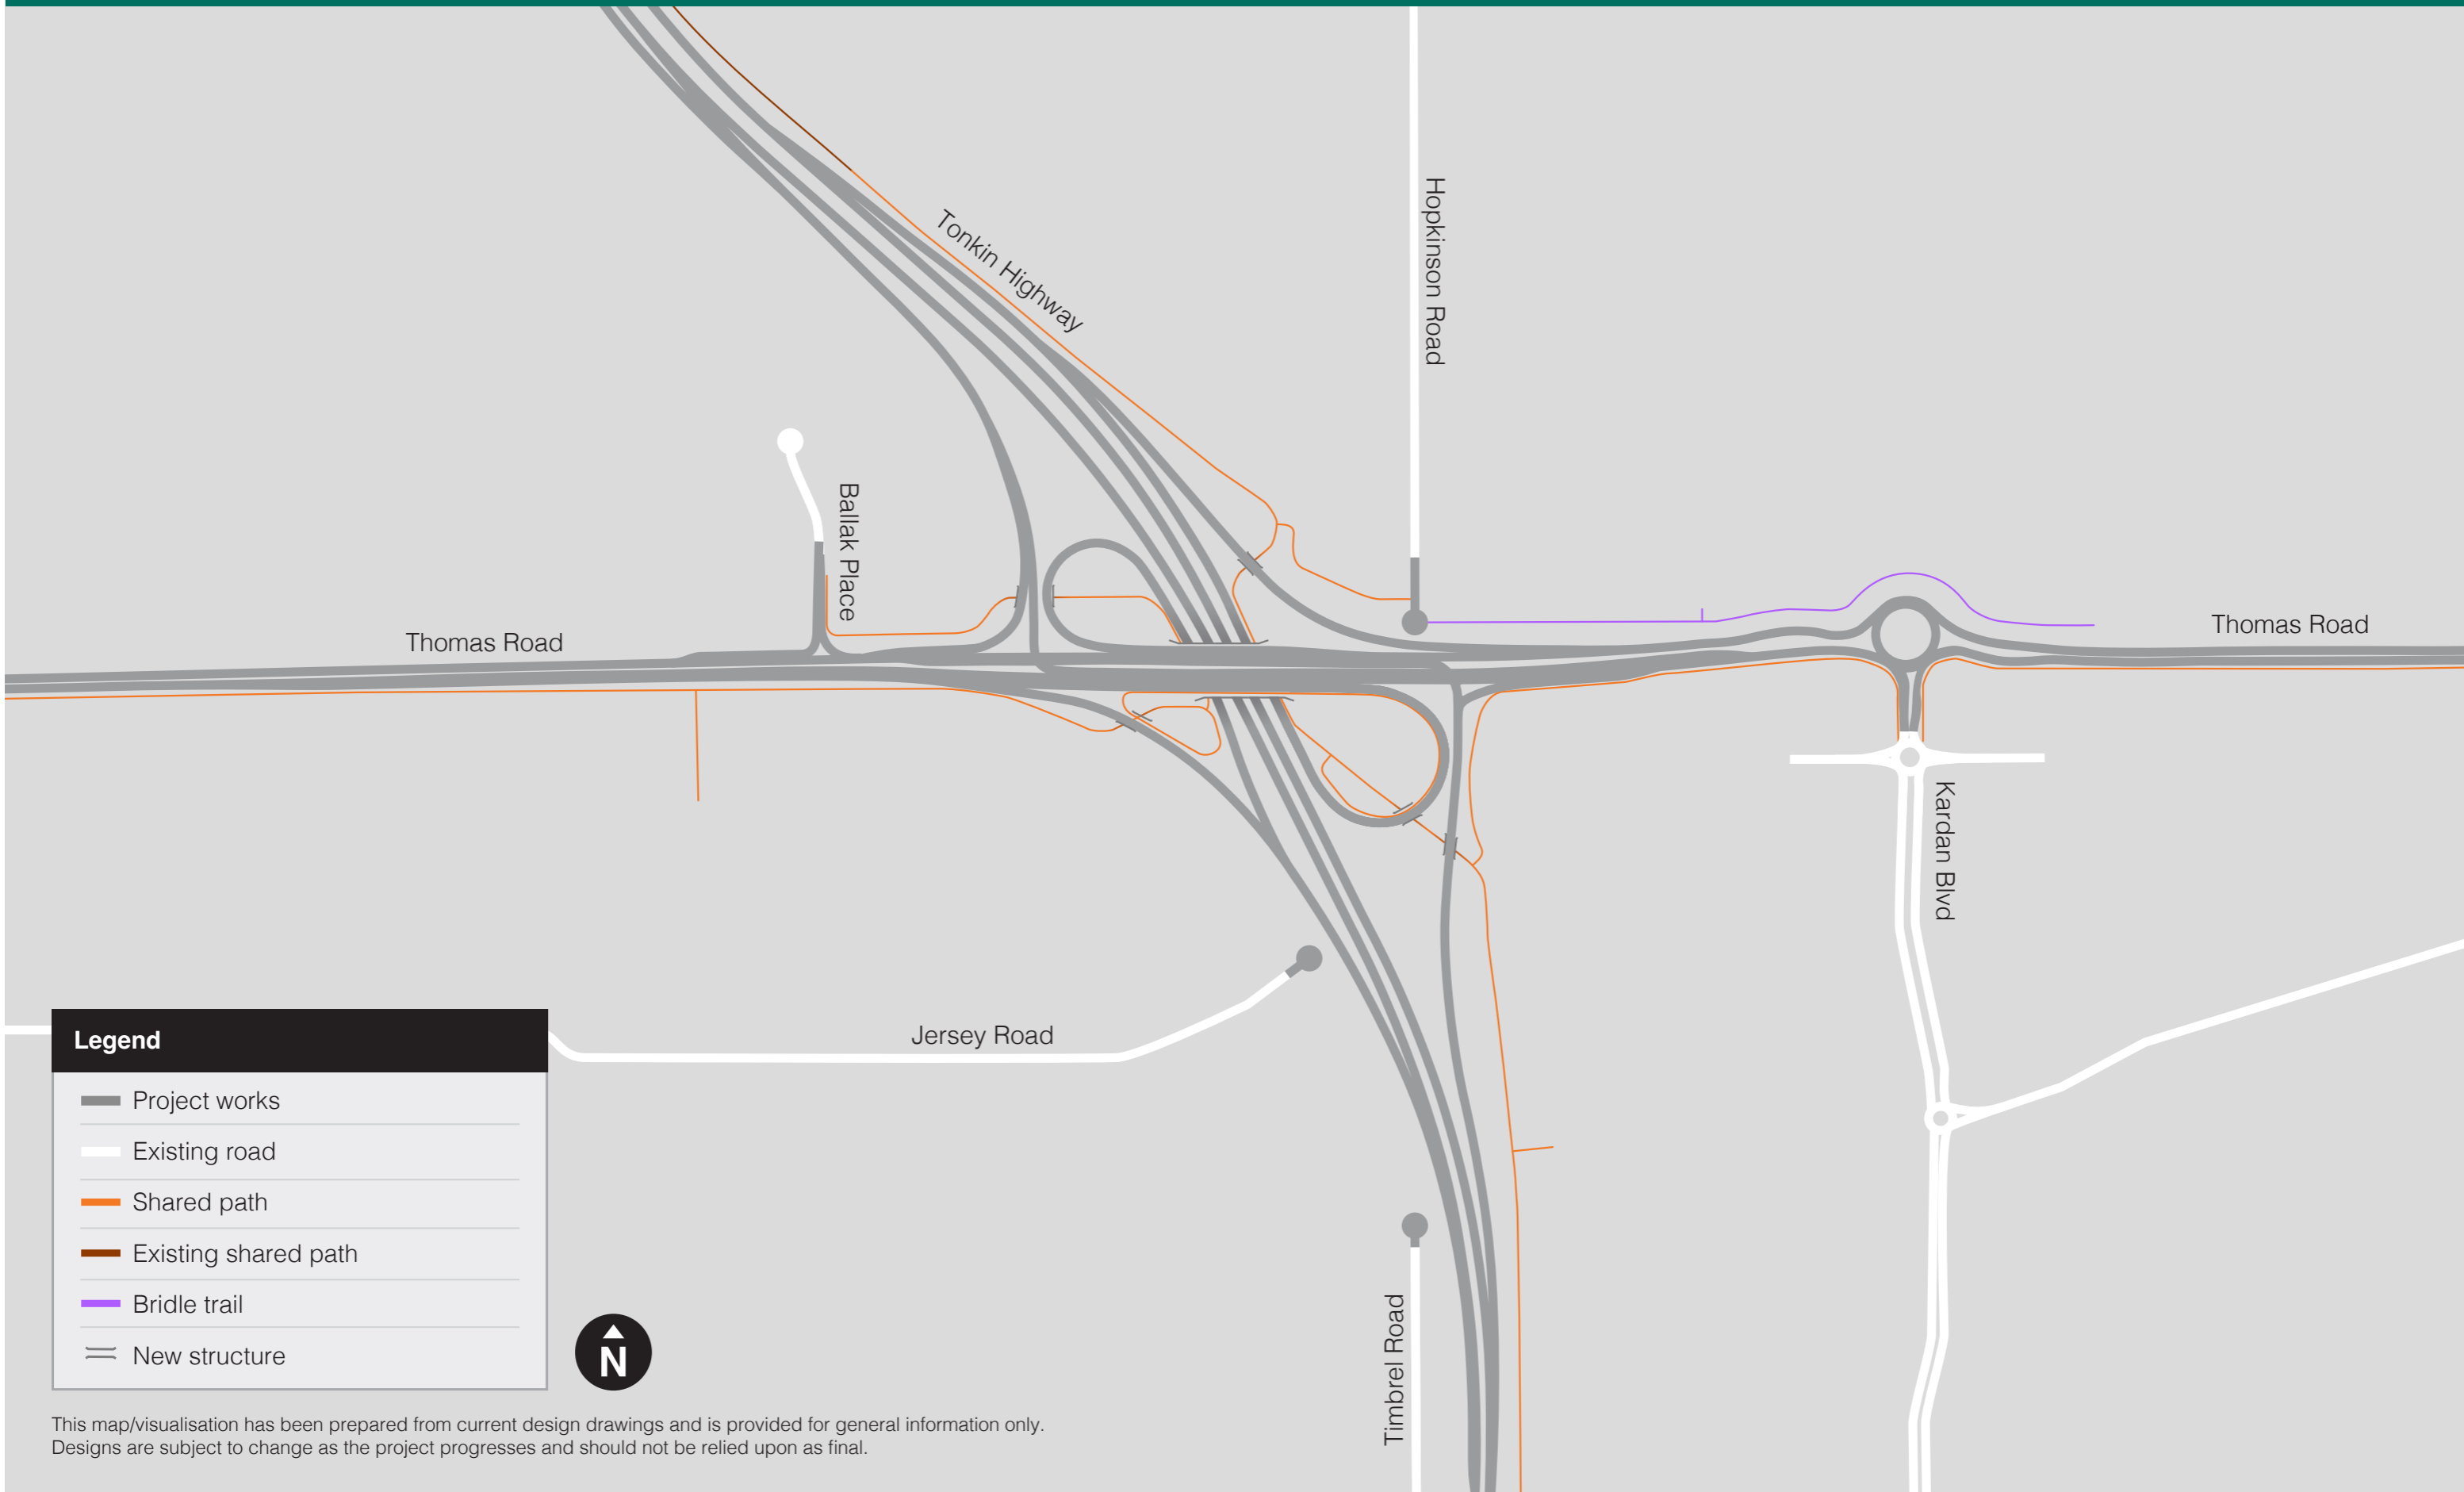 Tonkin Highway
Hopkinson Road
Ballak Place
Thomas Road
Thomas Road
Kardan Blvd
Jersey Road
Timbrel Road
Legend
Project works
Existing road
Shared path
Existing shared path
Bridle trail
New structure
N
This map/visualisation has been prepared from current design drawings and is provided for general information only.
Designs are subject to change as the project progresses and should not be relied upon as final.